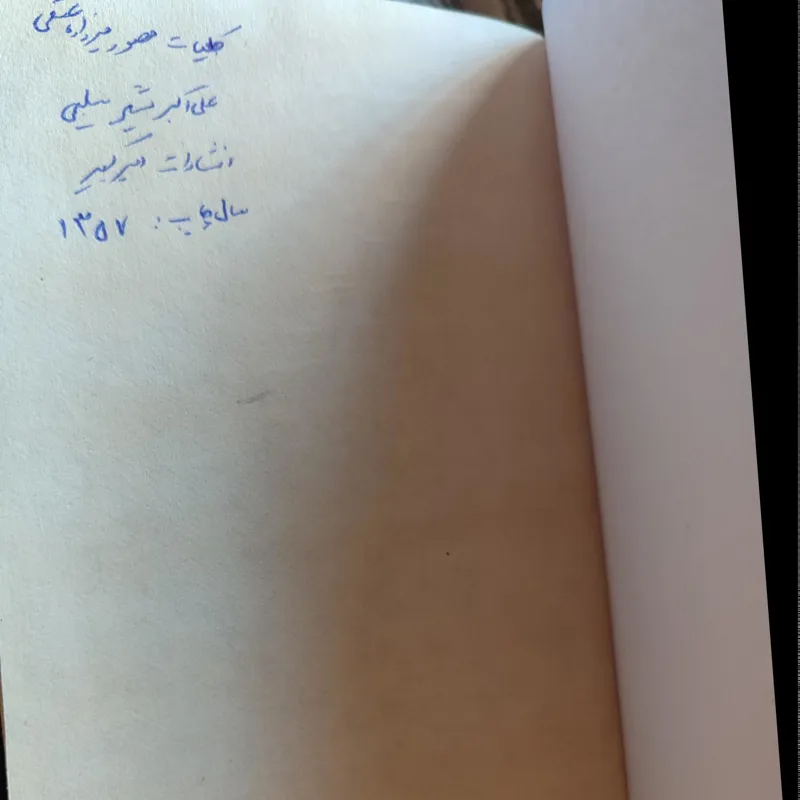 کلیات مصور میرزاده عشقی
علی اکبر مشیر سلیمی
انتشارات امیرکبیر
سال چاپ: ۱۳۵۷